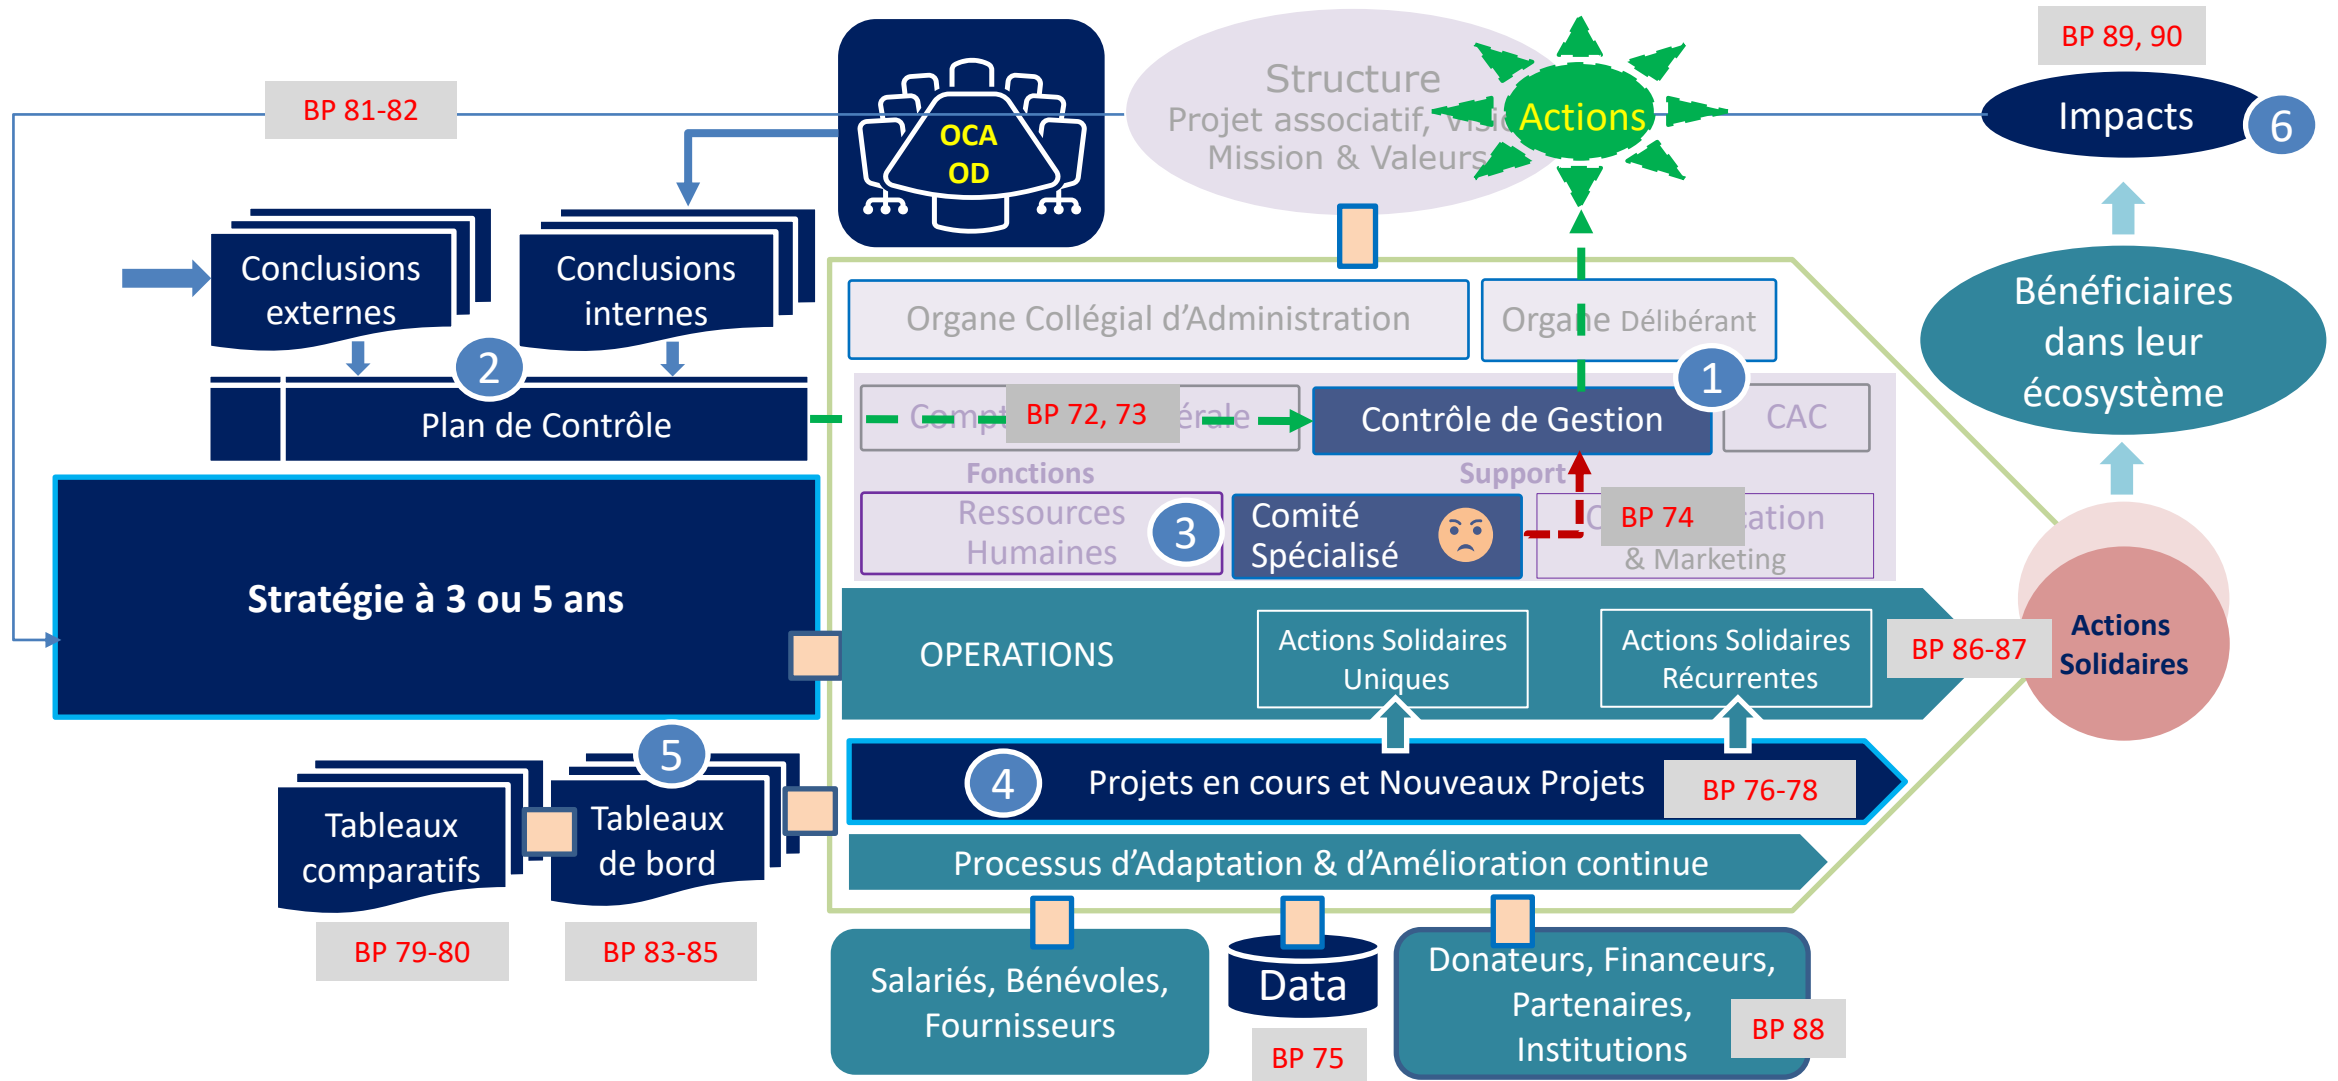 BP 89, 90
Structure
Projet associatif,
Mission & Valeurs
Actions
Impacts
6
BP 81-82
OCA
OD
Conclusions
externes
Conclusions
internes
Bénéficiaires
dans leur
écosystème
Organe Collégial d’Administration
Organe Délibérant
2
1
Plan de Contrôle
BP 72, 73
Contrôle de Gestion
CAC
Fonctions
Support
Ressources
Humaines
3
Comité
Spécialisé
BP 74
& Marketing
Stratégie à 3 ou 5 ans
OPERATIONS
Actions Solidaires
Uniques
Actions Solidaires
Récurrentes
BP 86-87
Actions
Solidaires
5
4
Projets en cours et Nouveaux Projets
BP 76-78
Tableaux
comparatifs
Tableaux
de bord
Processus d’Adaptation & d’Amélioration continue
BP 79-80
BP 83-85
Salariés, Bénévoles,
Fournisseurs
Data
BP 75
Donateurs, Financeurs,
Partenaires,
Institutions
BP 88